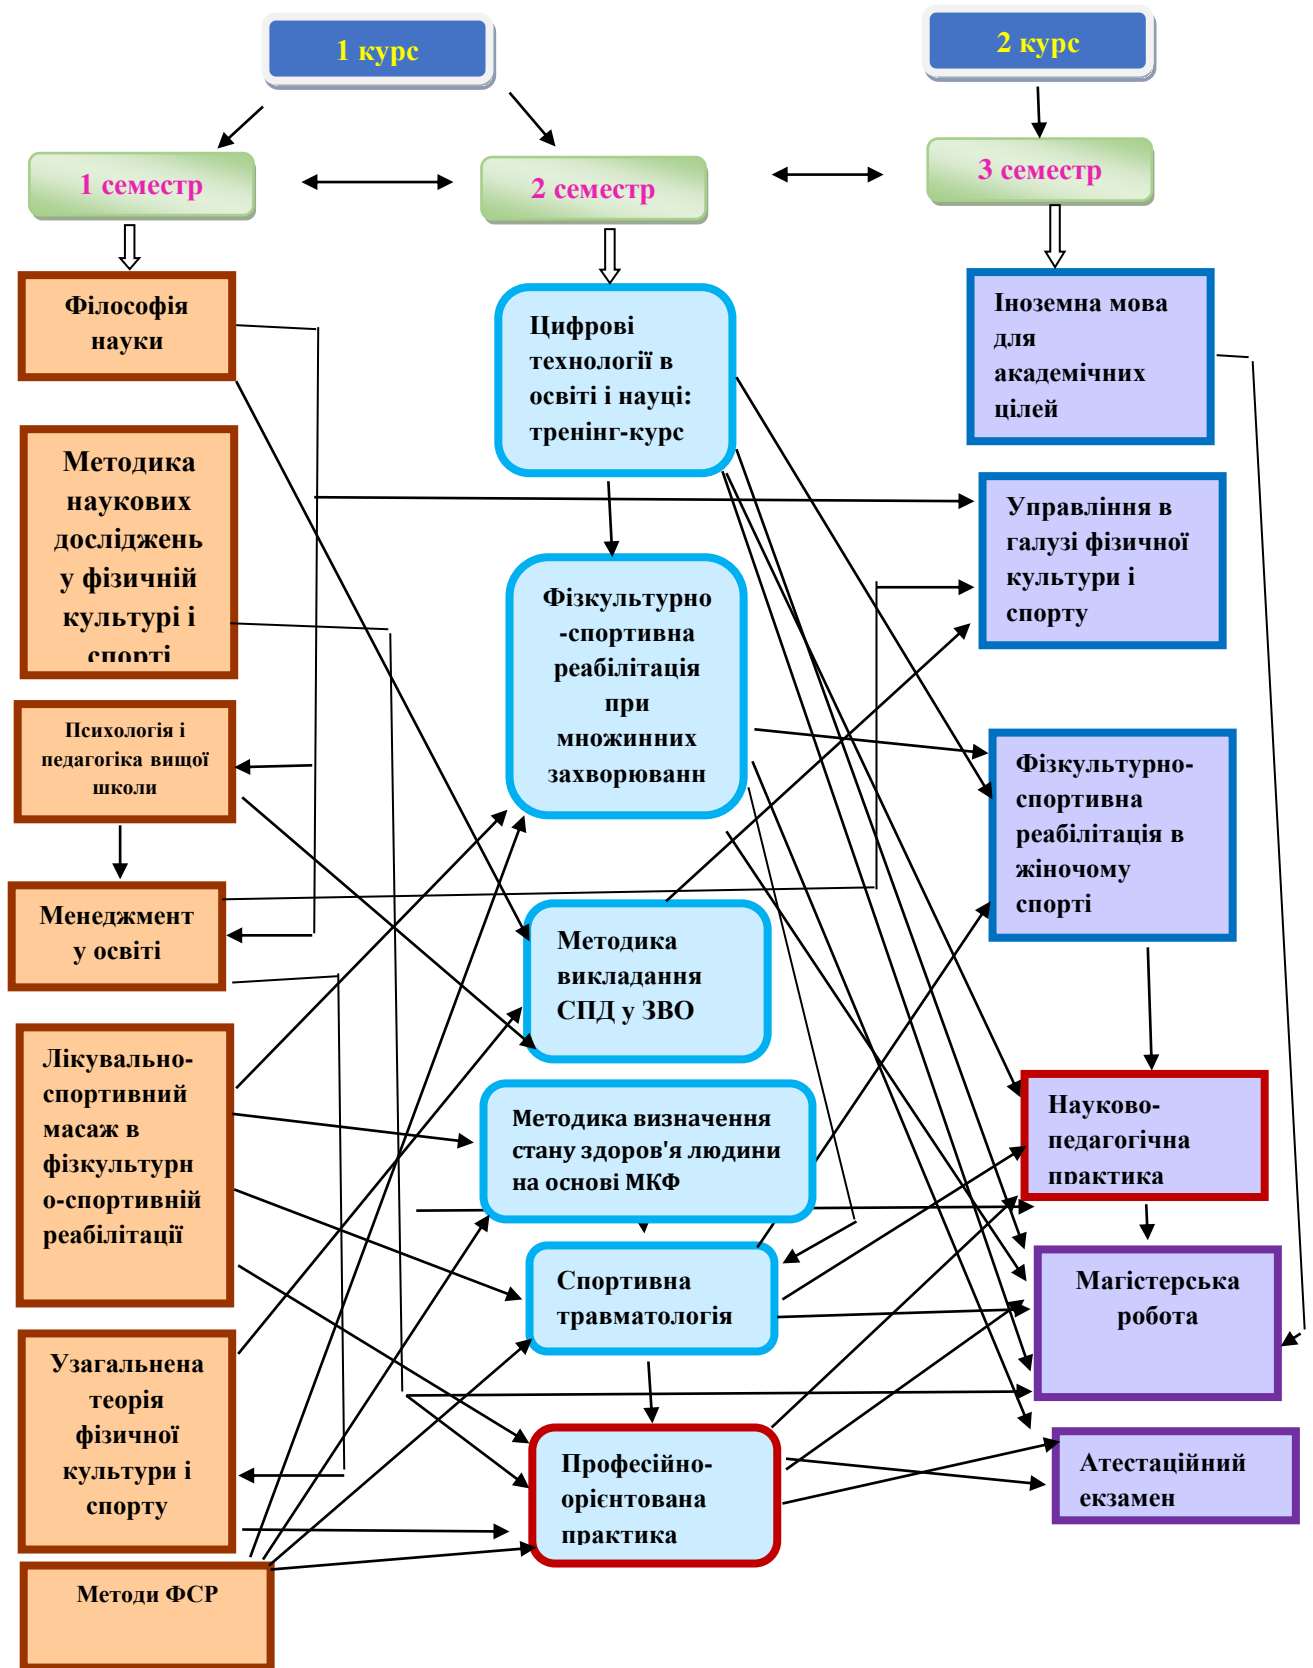 1 курс
2 курс
1 семестр
2 семестр
3 семестр
Філософія
науки
Методика
наукових
досліджень
у фізичній
культурі і
спорті
Психологія і
педагогіка вищої
школи
Менеджмент
у освіті
Лікувально-
спортивний
масаж в
фізкультурн
о-спортивній
реабілітації
Узагальнена
теорія
фізичної
культури і
спорту
Методи ФСР
Цифрові
технології в
освіті і науці:
тренінг-курс
Фізкультурно
-спортивна
реабілітація
при
множинних
захворюванн
Методика
викладання
СПД у ЗВО
Методика визначення
стану здоров'я людини
на основі МКФ
Спортивна
травматологія
Професійно-
орієнтована
практика
Іноземна мова
для
академічних
цілей
Управління в
галузі фізичної
культури і
спорту
Фізкультурно-
спортивна
реабілітація в
жіночому
спорті
Науково-
педагогічна
практика
Магістерська
робота
Атестаційний
екзамен